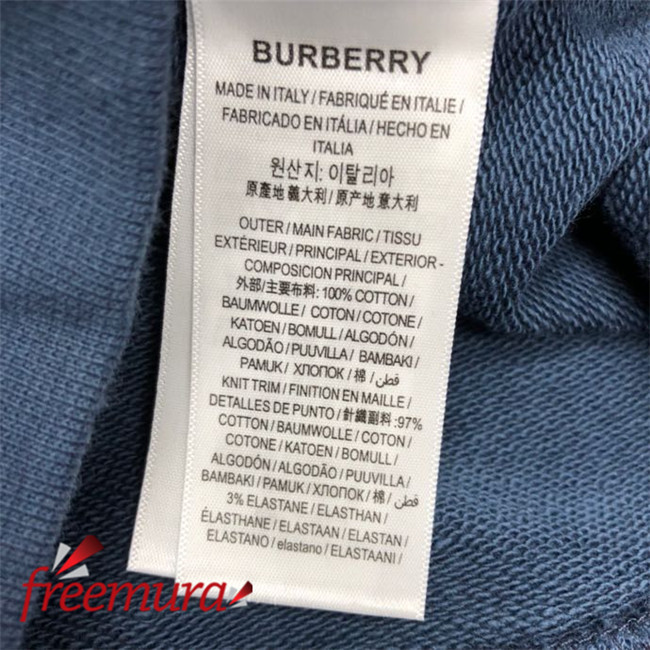 BURBERRY
MADE IN ITALY / FABRIQUÉ EN ITALIE /
FABRICADO EN ITÁLIA / HECHO EN
ITALIA
원산지: 이탈리아
原產地 義大利 / 原产地 意大利
OUTER / MAIN FABRIC / TISSU
EXTÉRIEUR / PRINCIPAL / EXTERIOR -
COMPOSICION PRINCIPAL /
外部/主要布料: 100% COTTON /
BAUMWOLLE / COTON / COTONE /
KATOEN / BOMULL / ALGODÓN /
ALGODÃO / PUUVILLA / BAMBAKI /
PAMUK / ХЛОПОК / 棉 / قطن /
KNIT TRIM / FINITION EN MAILLE /
DETALLES DE PUNTO / 針織副料 :97%
COTTON / BAUMWOLLE / COTON /
COTONE / KATOEN / BOMULL /
ALGODÓN / ALGODÃO / PUUVILLA /
BAMBAKI / PAMUK / ХЛОПОК / 棉 / قطن /
3% ELASTANE / ELASTHAN /
ÉLASTHANE / ELASTAAN / ELASTAN /
ELASTANO / elastano / ELASTAANI /
freemura